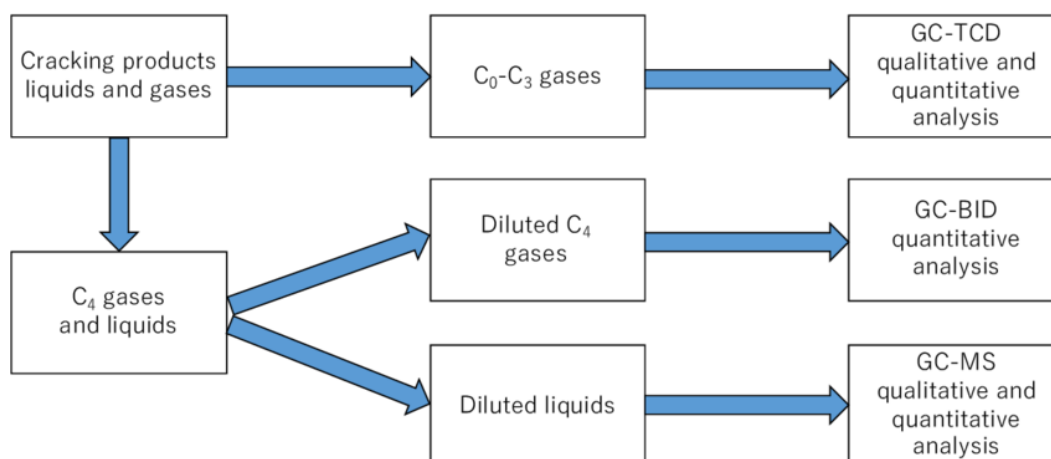 Cracking products
liquids and gases
C₀-C₃ gases
GC-TCD
qualitative and
quantitative
analysis
C₄ gases
and liquids
Diluted C₄
gases
GC-BID
quantitative
analysis
Diluted liquids
GC-MS
qualitative and
quantitative
analysis